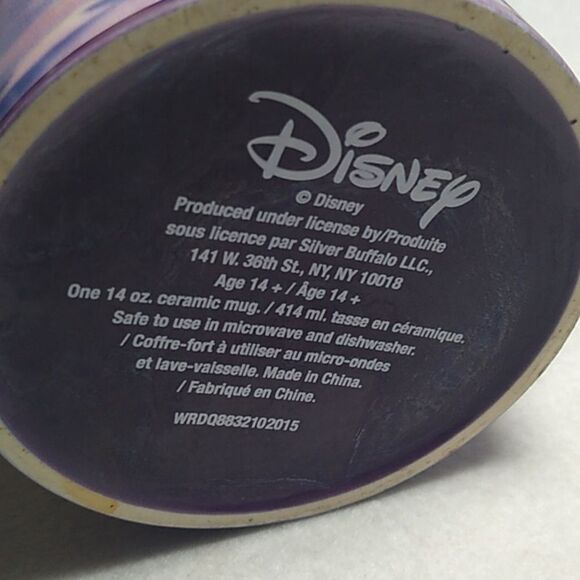 Disney
© Disney
Produced under license by/Produite
sous licence par Silver Buffalo LLC.,
141 W. 36th St., NY, NY 10018
Age 14 + / Âge 14 +
One 14 oz. ceramic mug. / 414 ml. tasse en céramique.
Safe to use in microwave and dishwasher.
/ Coffre-fort à utiliser au micro-ondes
et lave-vaisselle. Made in China.
/ Fabriqué en Chine.
WRDQ8832102015